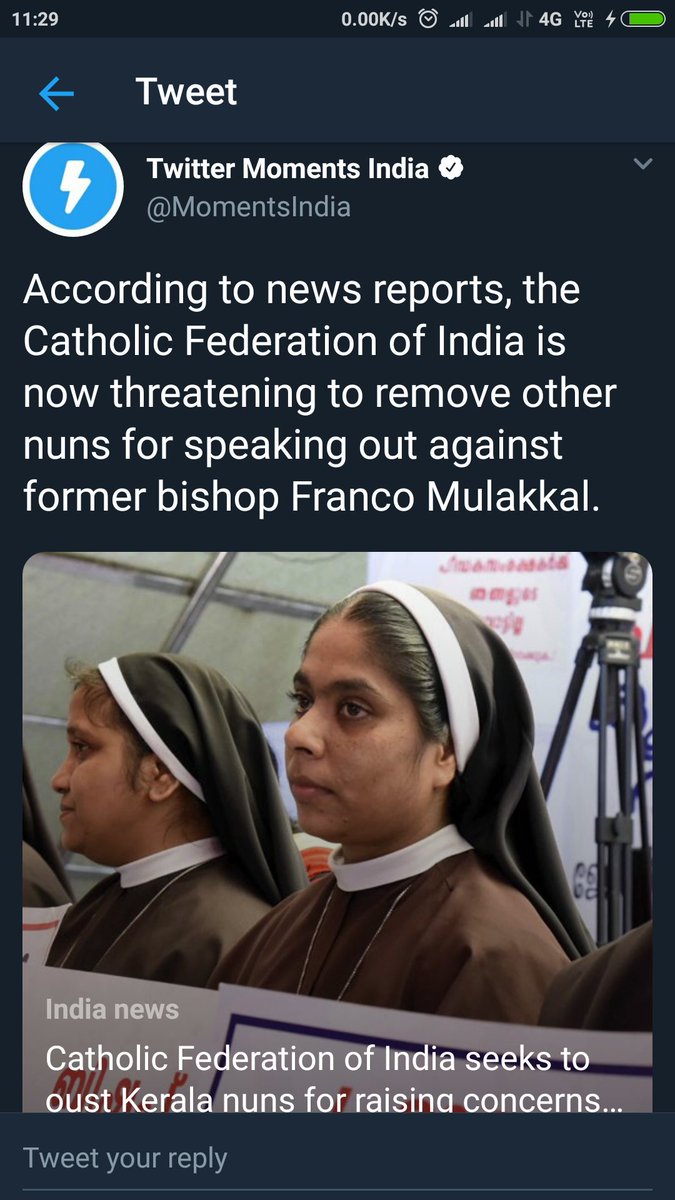 11:29 0.00K/s 4G Vo) LTE
Tweet
Twitter Moments India
@MomentsIndia
According to news reports, the
Catholic Federation of India is
now threatening to remove other
nuns for speaking out against
former bishop Franco Mulakkal.
ഞങ്ങളുടെ
India news
Catholic Federation of India seeks to
oust Kerala nuns for raising concerns...
Tweet your reply